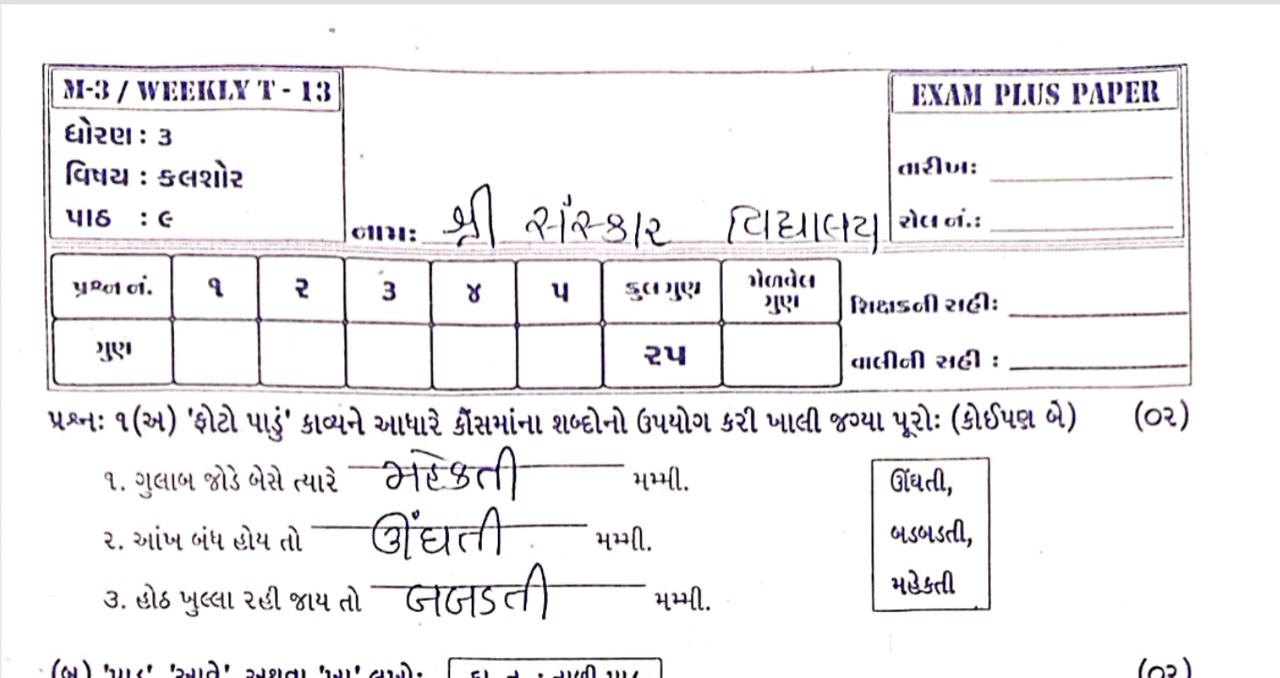 M-3 / WEEKLY T - 13
EXAM PLUS PAPER
ધોરણ : ૩
વિષય : કલશોર
પાઠ : ૯
નામ: શ્રી સંસ્કાર વિદ્યાલય
તારીખ:
રોલ નં.:
પ્રશ્ન નં. ૧ ૨ ૩ ૪ ૫ કુલ ગુણ મેળવેલ ગુણ
ગુણ ૨૫
શિક્ષકની સહી:
વાલીની સહી :
પ્રશ્ન: ૧(અ) 'ફોટો પાડું' કાવ્યને આધારે કૌંસમાંના શબ્દોનો ઉપયોગ કરી ખાલી જગ્યા પૂરો: (કોઈપણ બે) (૦૨)
૧. ગુલાબ જોડે બેસે ત્યારે મહેકતી મમ્મી.
૨. આંખ બંધ હોય તો ઊંઘતી મમ્મી.
૩. હોઠ ખુલ્લા રહી જાય તો બબડતી મમ્મી.
ઊંઘતી,
બડબડતી,
મહેકતી
(બ) અથવા (૦૨)